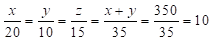 x/20 = y/10 = z/15 = (x + y)/35 = 350/35 = 10